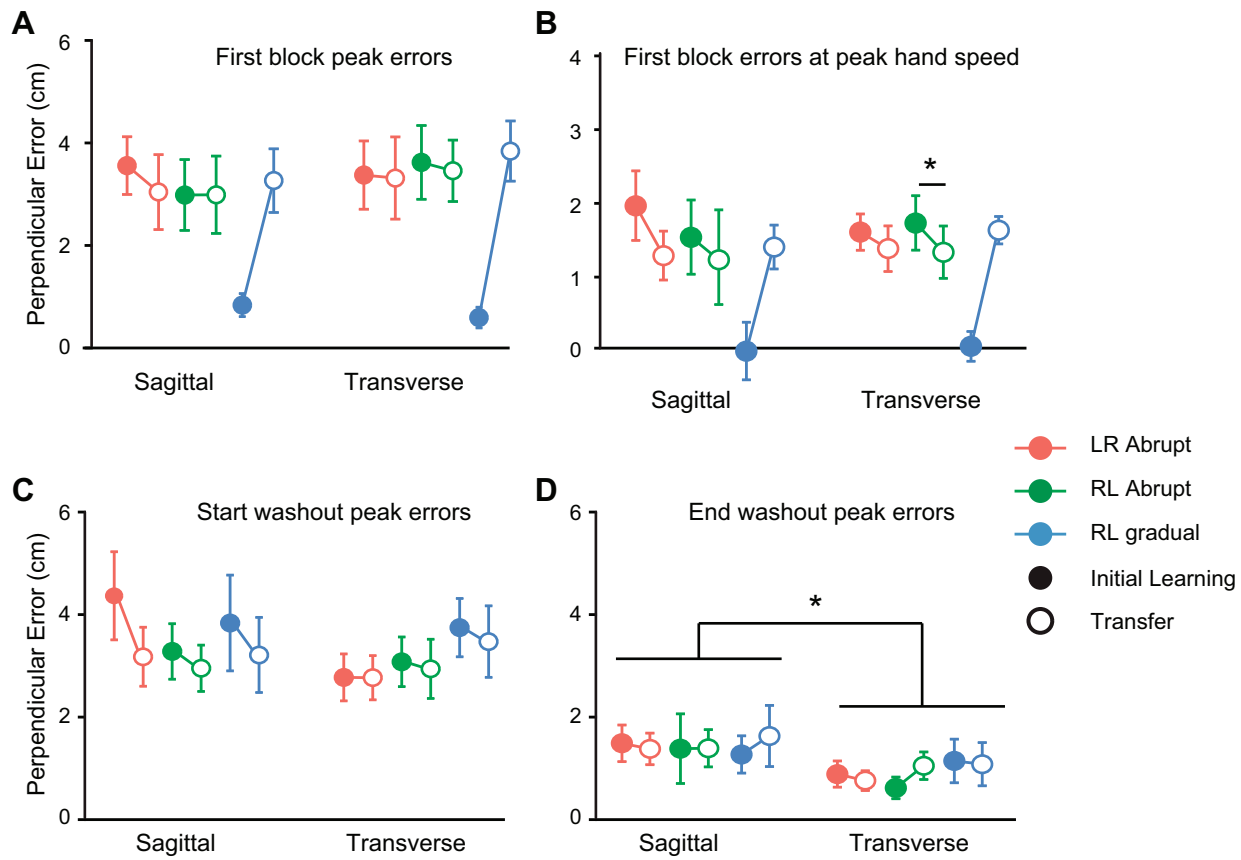 A
First block peak errors
Perpendicular Error (cm)
6
4
2
0
Sagittal
Transverse
B
First block errors at peak hand speed
4
3
2
1
0
*
Sagittal
Transverse
LR Abrupt
RL Abrupt
RL gradual
Initial Learning
Transfer
C
Start washout peak errors
Perpendicular Error (cm)
6
4
2
0
Sagittal
Transverse
D
End washout peak errors
6
4
2
0
*
Sagittal
Transverse